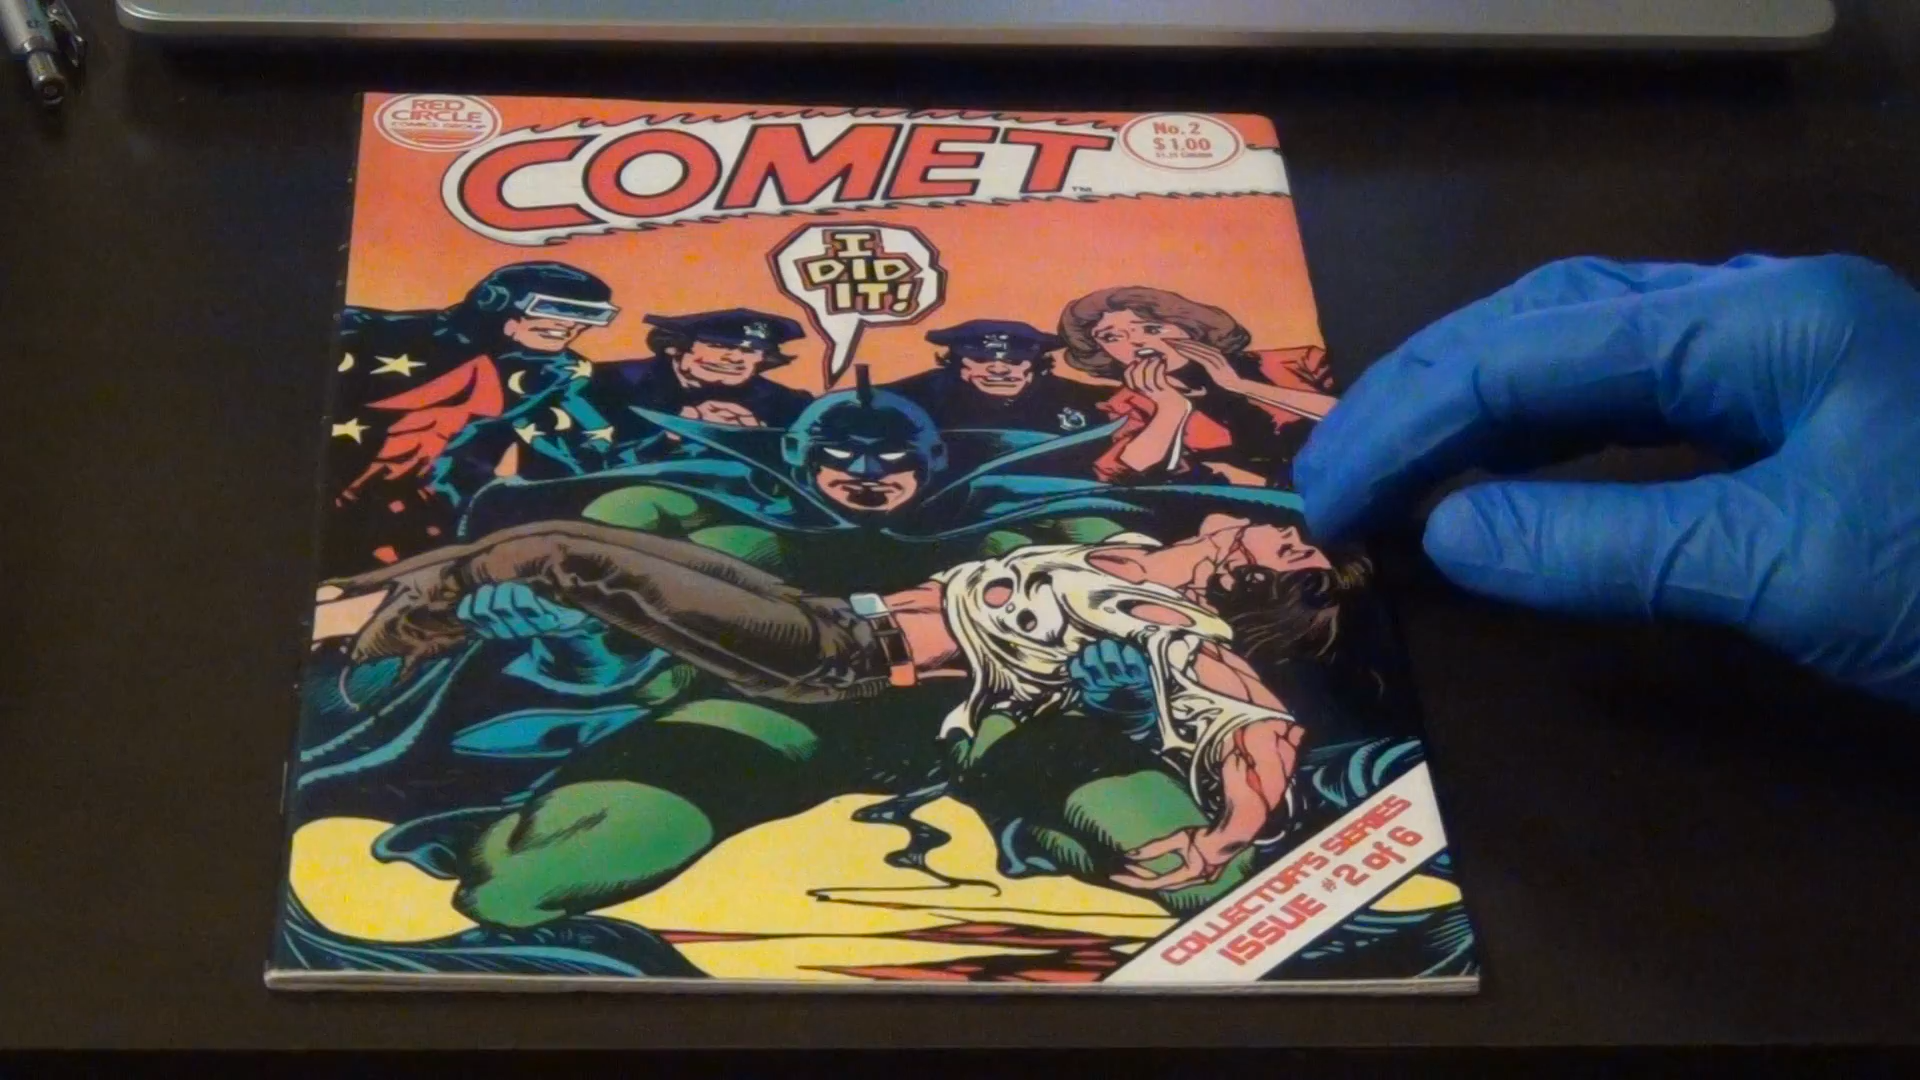 RED
CIRCLE
COMICS GROUP
COMET
TM
No. 2
$1.00
I
DID
IT!
COLLECTOR'S SERIES
ISSUE #2 of 6